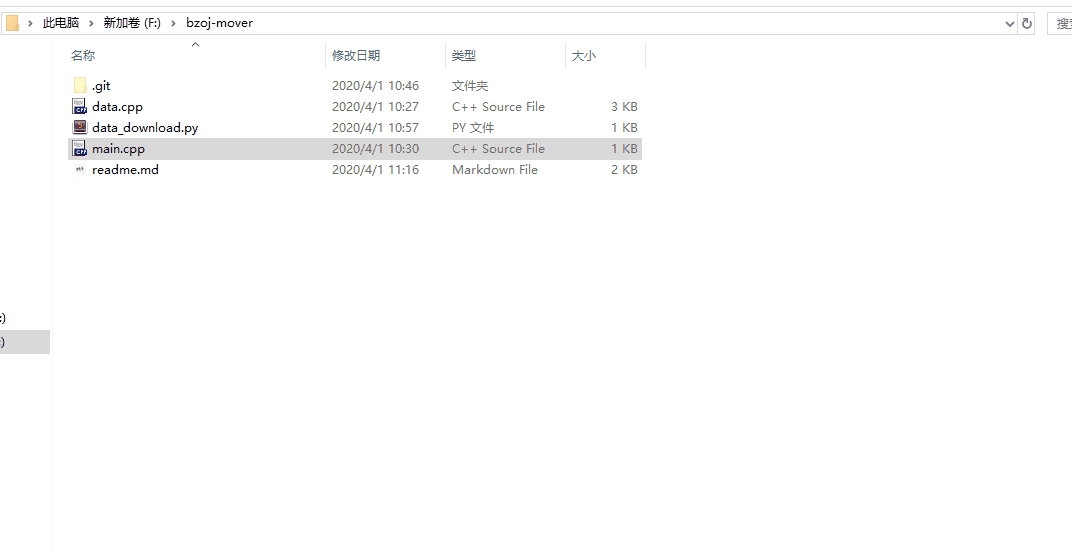 此电脑 › 新加卷 (F:) › bzoj-mover
名称 修改日期 类型 大小
.git 2020/4/1 10:46 文件夹
data.cpp 2020/4/1 10:27 C++ Source File 3 KB
data_download.py 2020/4/1 10:57 PY 文件 1 KB
main.cpp 2020/4/1 10:30 C++ Source File 1 KB
readme.md 2020/4/1 11:16 Markdown File 2 KB
:)
)